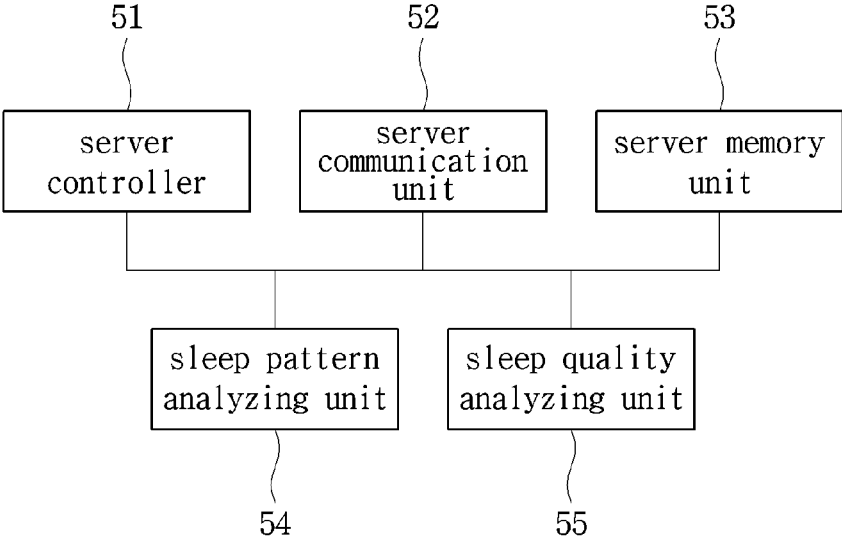 51
52
53
server
controller
server
communication
unit
server memory
unit
sleep pattern
analyzing unit
sleep quality
analyzing unit
54
55